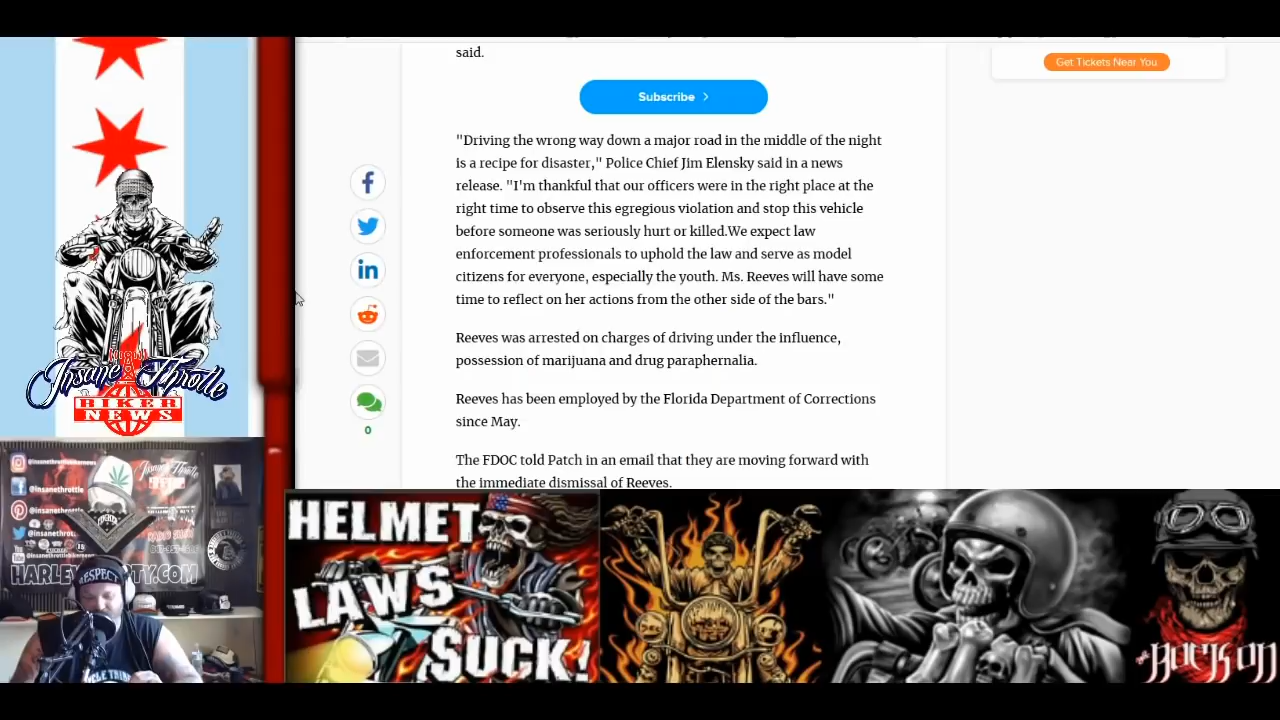 said.
Get Tickets Near You
Subscribe
"Driving the wrong way down a major road in the middle of the night
is a recipe for disaster," Police Chief Jim Elensky said in a news
release. "I'm thankful that our officers were in the right place at the
right time to observe this egregious violation and stop this vehicle
before someone was seriously hurt or killed.We expect law
enforcement professionals to uphold the law and serve as model
citizens for everyone, especially the youth. Ms. Reeves will have some
time to reflect on her actions from the other side of the bars."
Reeves was arrested on charges of driving under the influence,
possession of marijuana and drug paraphernalia.
Reeves has been employed by the Florida Department of Corrections
since May.
The FDOC told Patch in an email that they are moving forward with
the immediate dismissal of Reeves.
0
Insane Throttle
BIKER
NEWS
@insanethrottlebikernews
@insanethrottle
RESPECT
HELMET
LAWS
SUCK!